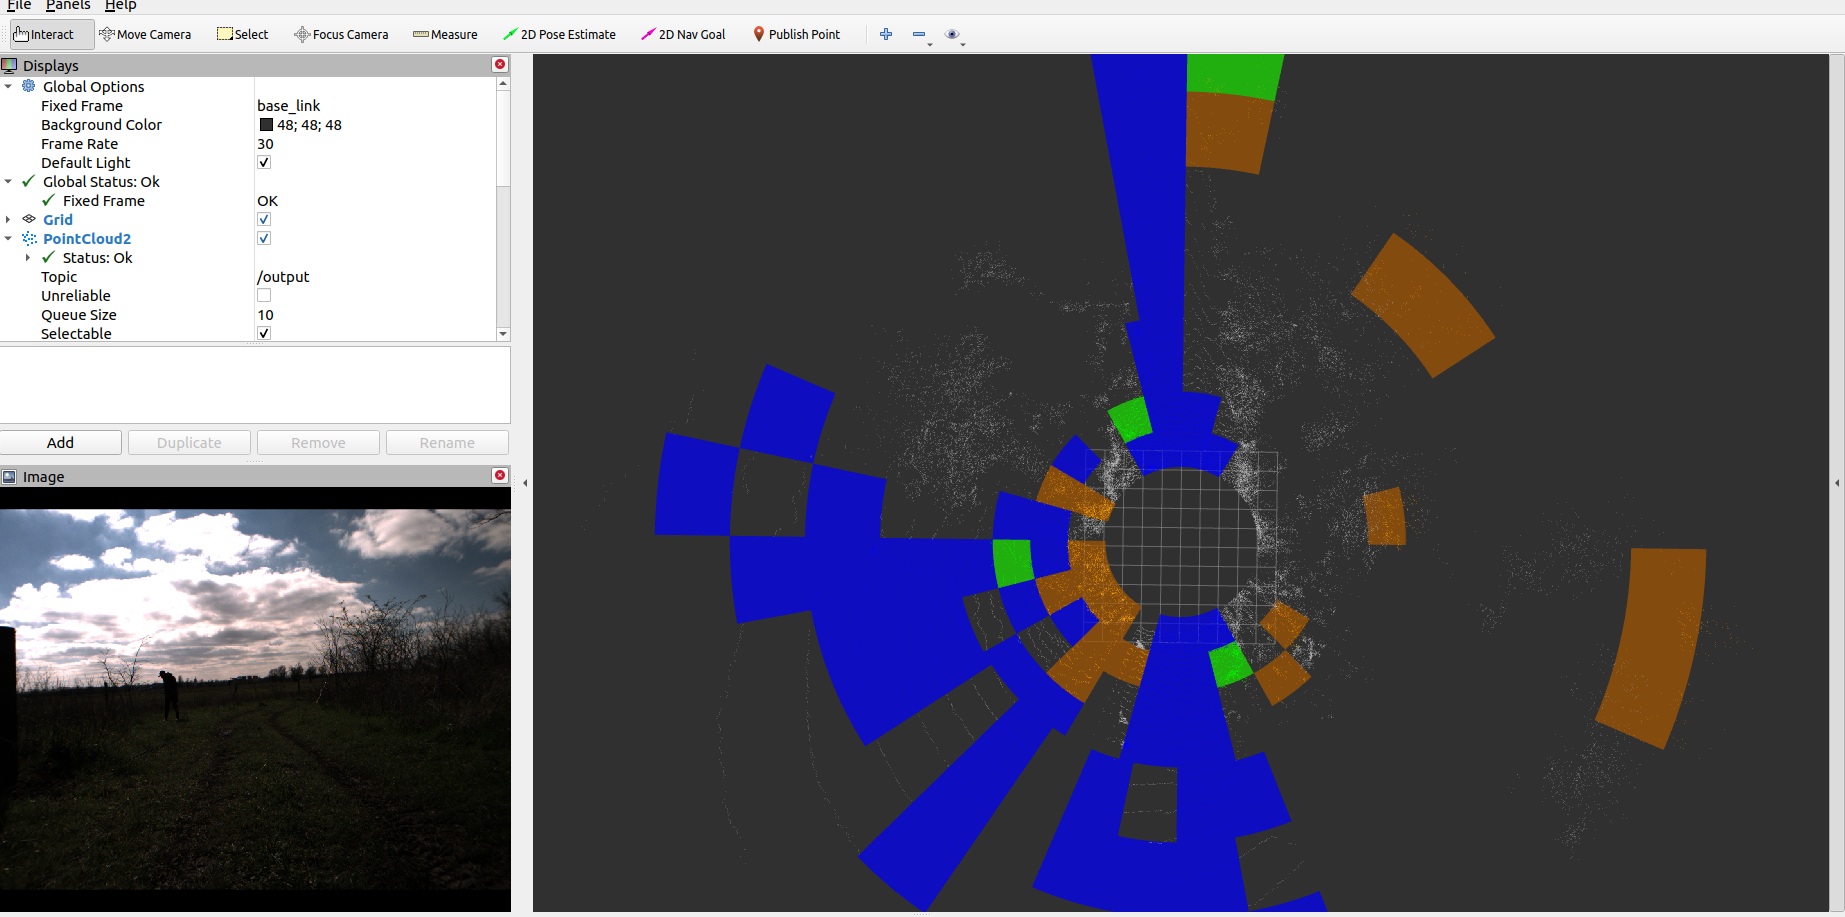 File Panels Help
Interact Move Camera Select Focus Camera Measure 2D Pose Estimate 2D Nav Goal Publish Point
Displays
Global Options
Fixed Frame base_link
Background Color 48; 48; 48
Frame Rate 30
Default Light
Global Status: Ok
Fixed Frame OK
Grid
PointCloud2
Status: Ok
Topic /output
Unreliable
Queue Size 10
Selectable
Add Duplicate Remove Rename
Image